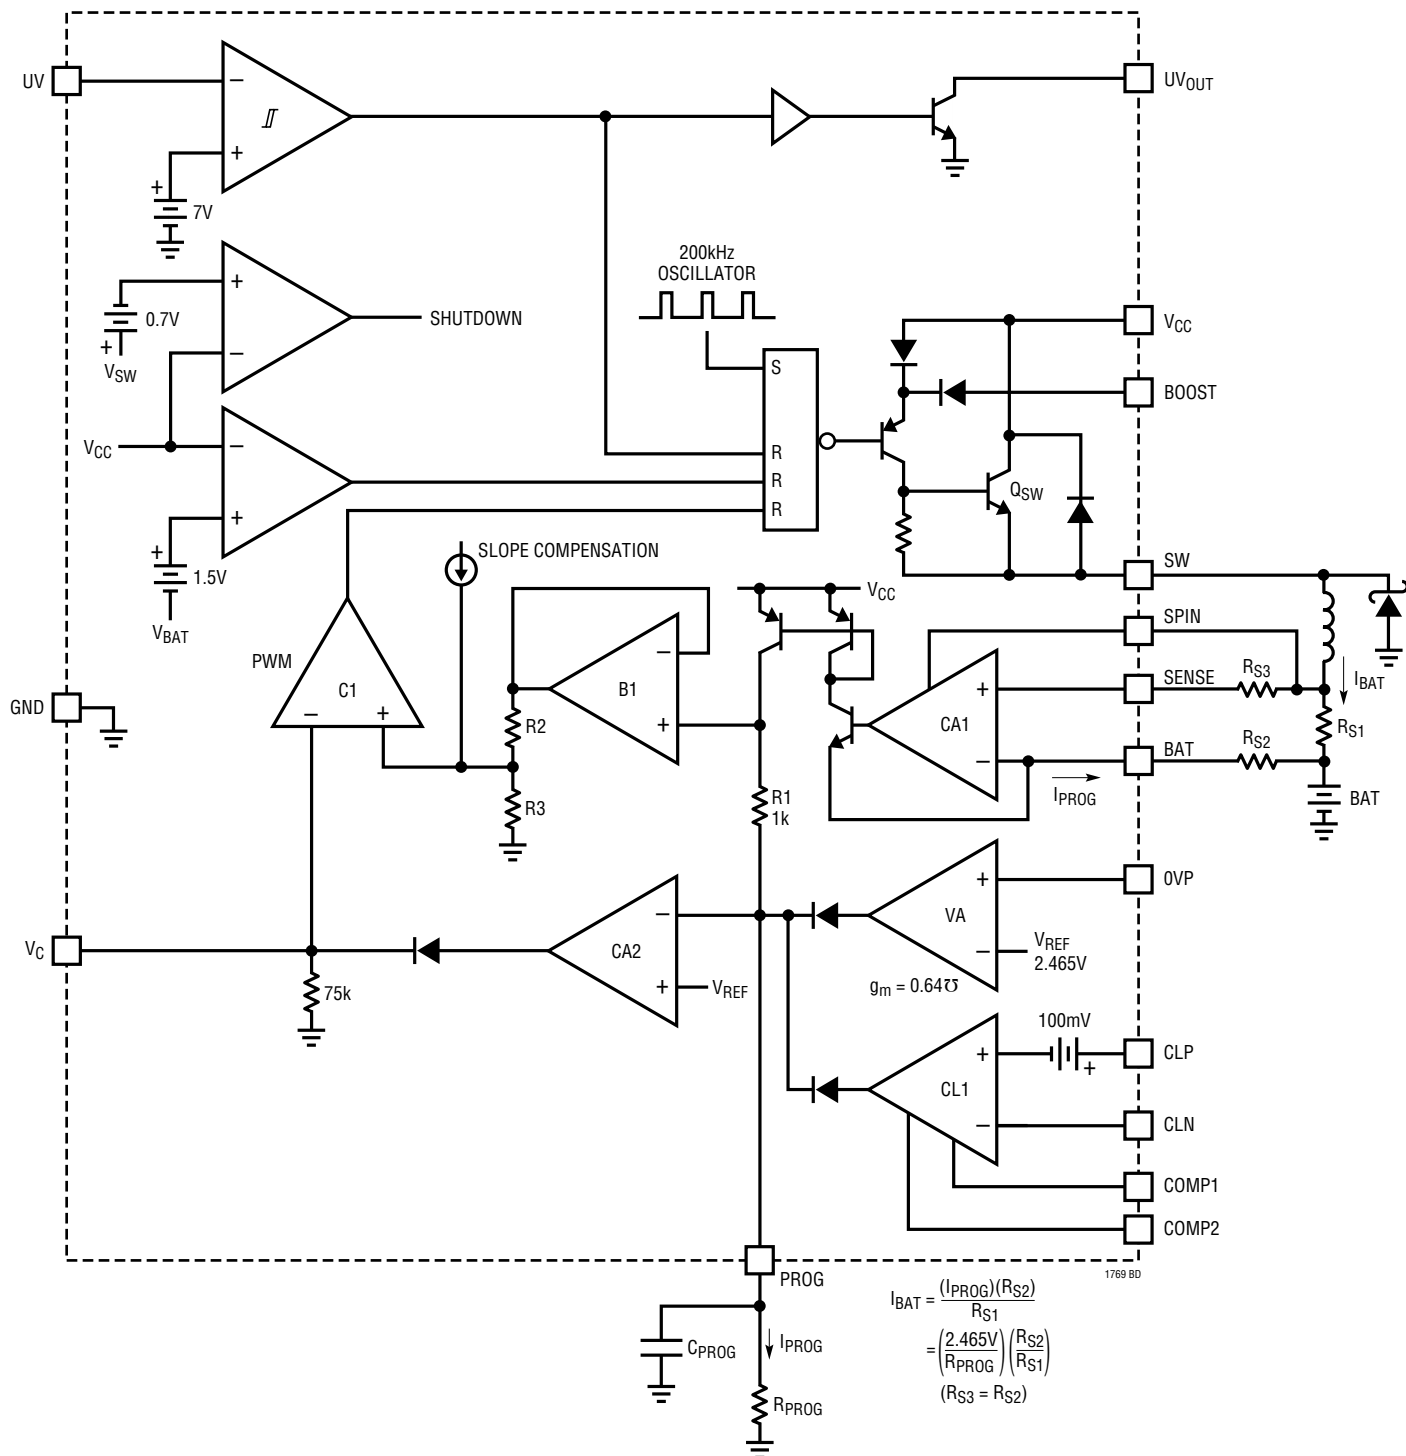 UV
UVOUT
−
+
+
7V
200kHz
OSCILLATOR
+
0.7V
SHUTDOWN
+
−
VSW
VCC
S
BOOST
VCC
−
R
R
R
QSW
+
+
1.5V
VBAT
SLOPE COMPENSATION
SW
VCC
SPIN
PWM
C1
−
+
B1
−
+
RS3
SENSE
IBAT
GND
R2
CA1
+
−
RS1
RS2
BAT
R1
1k
IPROG
R3
BAT
0VP
+
VA
−
VREF
2.465V
gm = 0.64℧
VC
−
CA2
+
VREF
75k
100mV
+
+
CLP
CL1
−
CLN
COMP1
COMP2
PROG
1769 BD
IBAT = (IPROG)(RS2)
RS1
= (2.465V) (RS2)
RPROG RS1
(RS3 = RS2)
CPROG
IPROG
RPROG